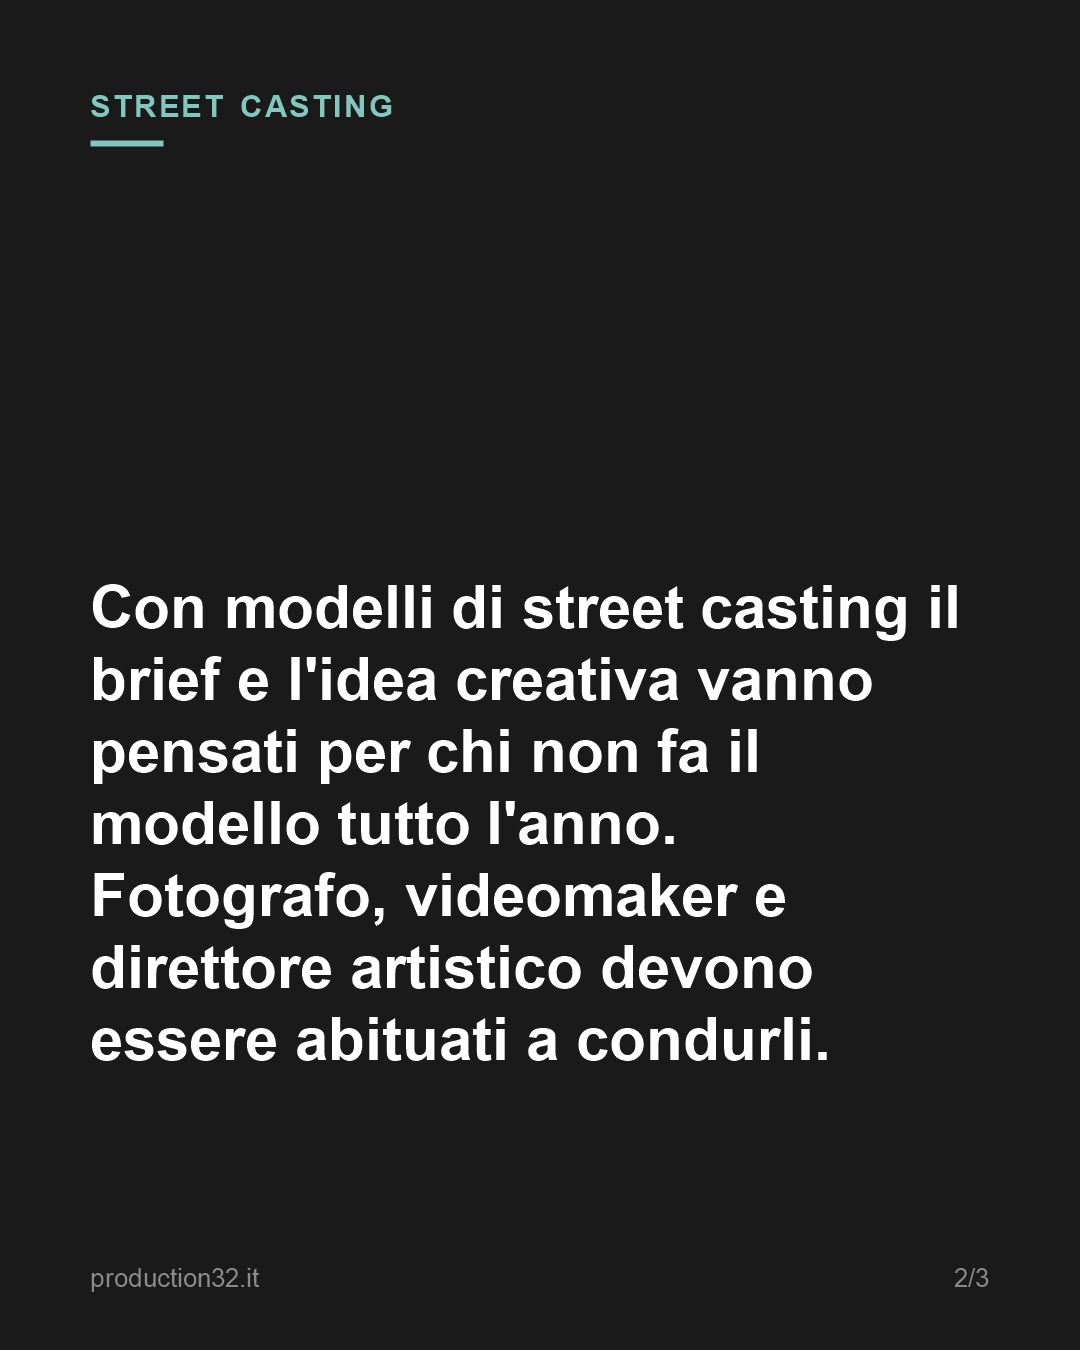 STREET CASTING
Con modelli di street casting il
brief e l'idea creativa vanno
pensati per chi non fa il
modello tutto l'anno.
Fotografo, videomaker e
direttore artistico devono
essere abituati a condurli.
production32.it
2/3